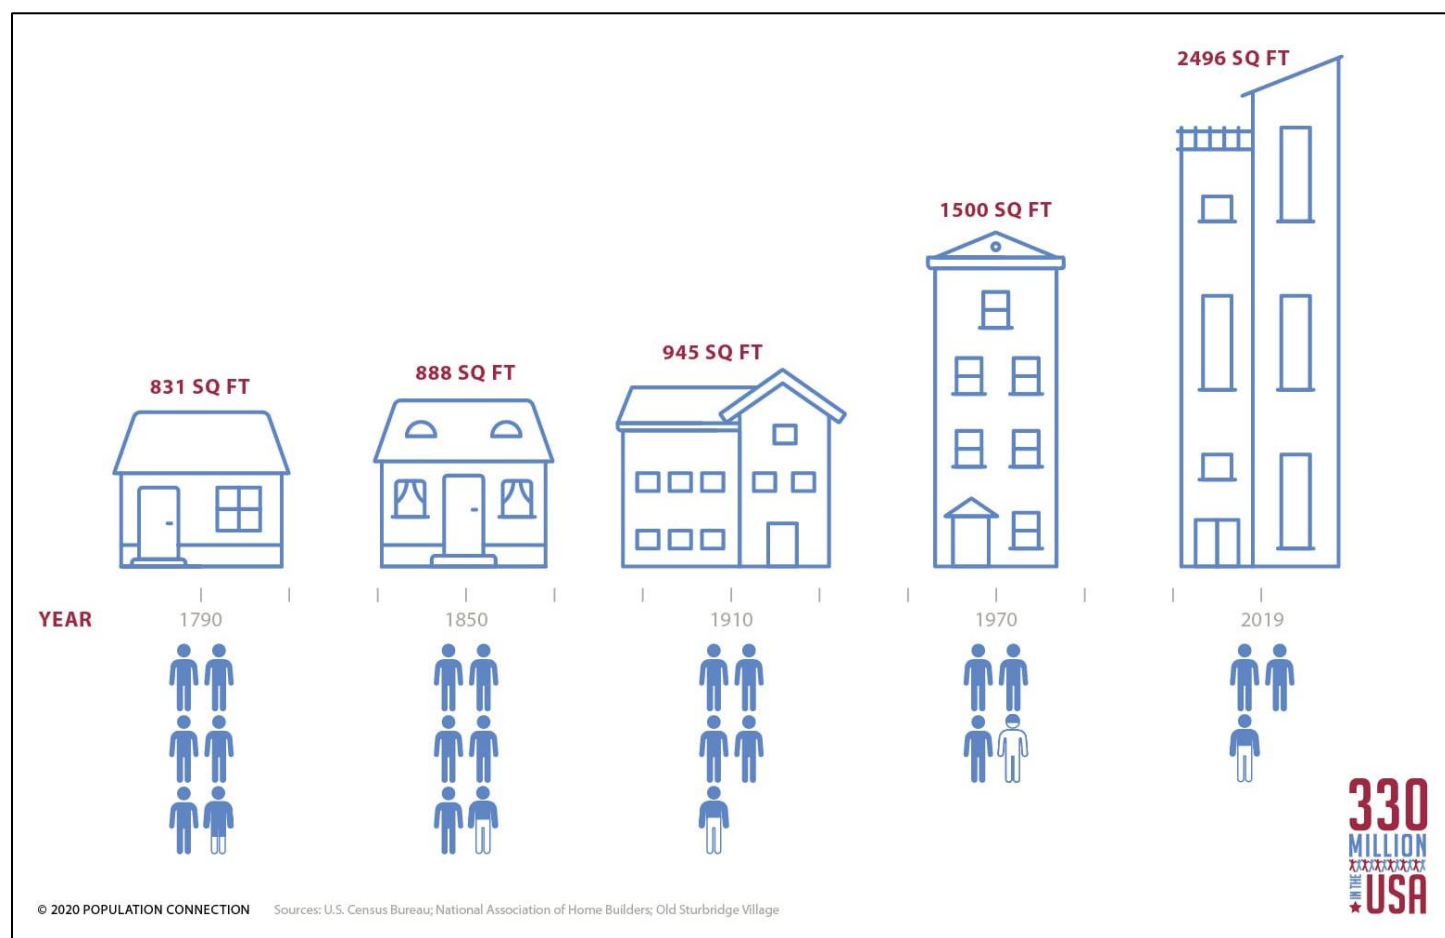 2496 SQ FT
1500 SQ FT
945 SQ FT
888 SQ FT
831 SQ FT
YEAR 1790 1850 1910 1970 2019
330
MILLION
IN THE
USA
© 2020 POPULATION CONNECTION Sources: U.S. Census Bureau; National Association of Home Builders; Old Sturbridge Village